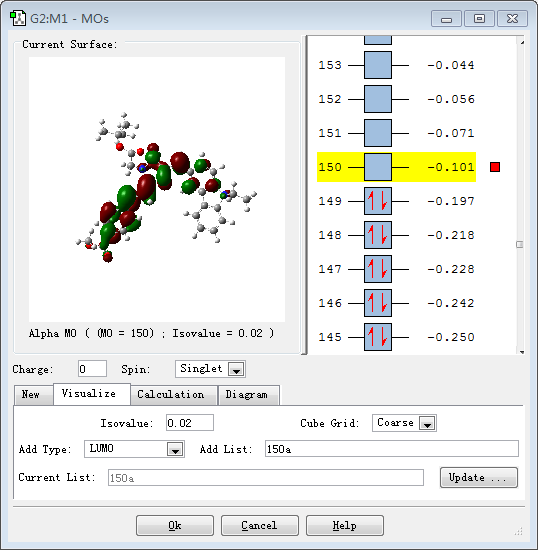 G2:M1 - MOs
Current Surface:
Alpha MO ( (MO = 150) ; Isovalue = 0.02 )
153 -0.044
152 -0.056
151 -0.071
150 -0.101
149 -0.197
148 -0.218
147 -0.228
146 -0.242
145 -0.250
Charge: 0 Spin: Singlet
New Visualize Calculation Diagram
Isovalue: 0.02 Cube Grid: Coarse
Add Type: LUMO Add List: 150a
Current List: 150a Update ...
Ok Cancel Help